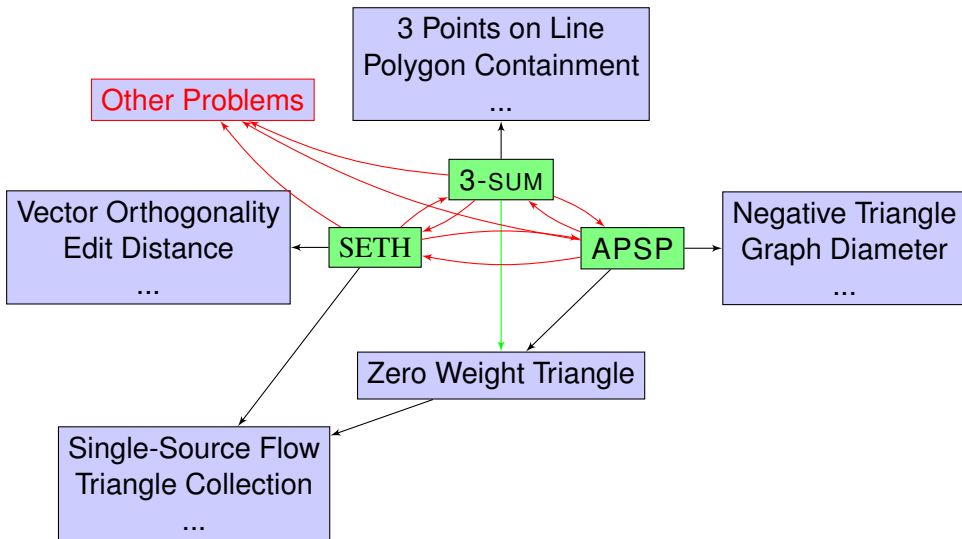 3 Points on Line
Polygon Containment
...
Other Problems
3-SUM
Vector Orthogonality
Edit Distance
...
SETH
APSP
Negative Triangle
Graph Diameter
...
Zero Weight Triangle
Single-Source Flow
Triangle Collection
...